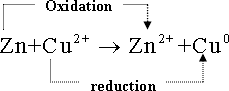 Oxidation
Zn+Cu²⁺ → Zn²⁺+Cu⁰
reduction